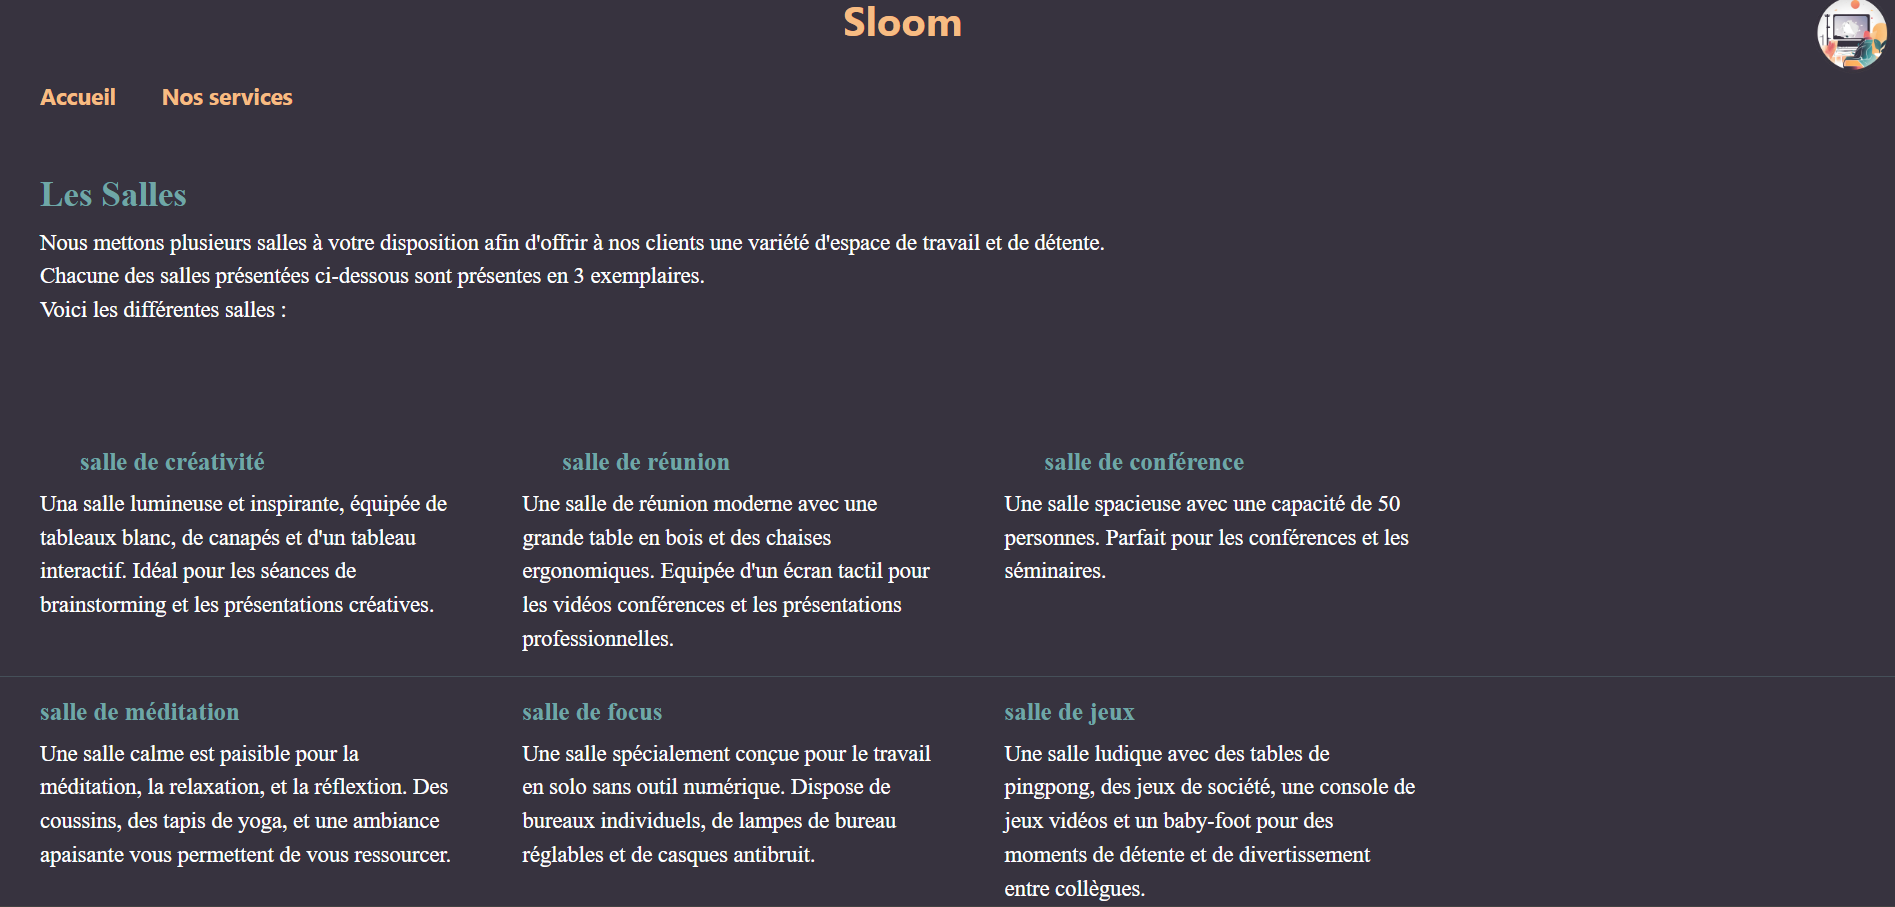 Sloom
Accueil
Nos services
Les Salles
Nous mettons plusieurs salles à votre disposition afin d'offrir à nos clients une variété d'espace de travail et de détente.
Chacune des salles présentées ci-dessous sont présentes en 3 exemplaires.
Voici les différentes salles :
salle de créativité
Una salle lumineuse et inspirante, équipée de
tableaux blanc, de canapés et d'un tableau
interactif. Idéal pour les séances de
brainstorming et les présentations créatives.
salle de réunion
Une salle de réunion moderne avec une
grande table en bois et des chaises
ergonomiques. Equipée d'un écran tactil pour
les vidéos conférences et les présentations
professionnelles.
salle de conférence
Une salle spacieuse avec une capacité de 50
personnes. Parfait pour les conférences et les
séminaires.
salle de méditation
Une salle calme est paisible pour la
méditation, la relaxation, et la réflextion. Des
coussins, des tapis de yoga, et une ambiance
apaisante vous permettent de vous ressourcer.
salle de focus
Une salle spécialement conçue pour le travail
en solo sans outil numérique. Dispose de
bureaux individuels, de lampes de bureau
réglables et de casques antibruit.
salle de jeux
Une salle ludique avec des tables de
pingpong, des jeux de société, une console de
jeux vidéos et un baby-foot pour des
moments de détente et de divertissement
entre collègues.